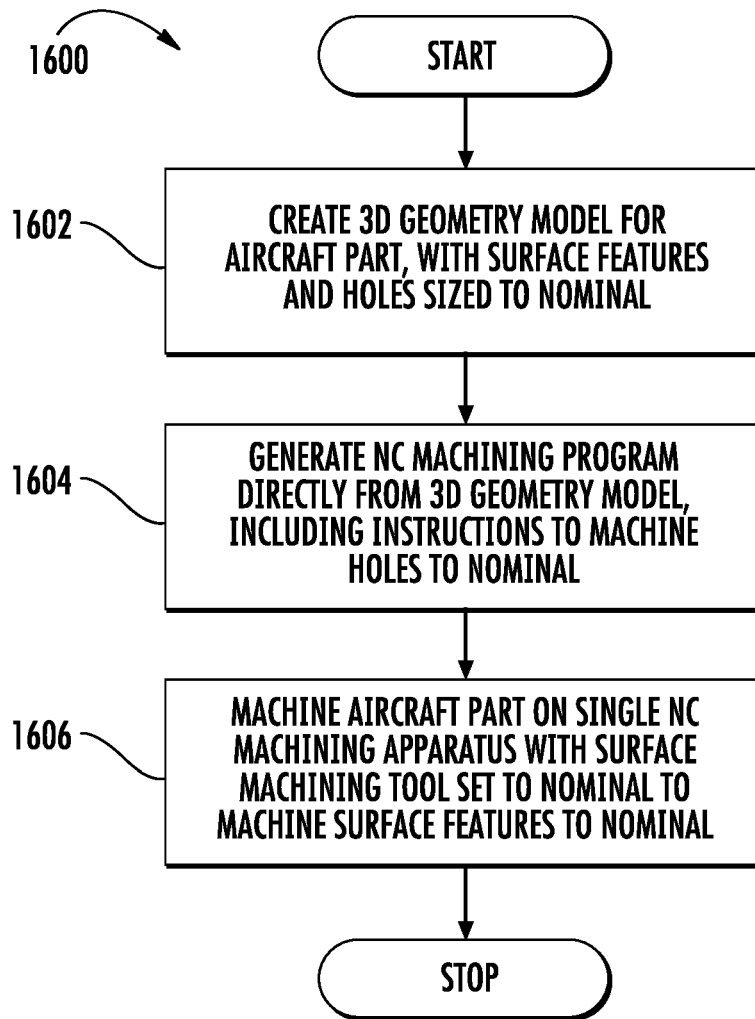 1600
START
1602
CREATE 3D GEOMETRY MODEL FOR
AIRCRAFT PART, WITH SURFACE FEATURES
AND HOLES SIZED TO NOMINAL
1604
GENERATE NC MACHINING PROGRAM
DIRECTLY FROM 3D GEOMETRY MODEL,
INCLUDING INSTRUCTIONS TO MACHINE
HOLES TO NOMINAL
1606
MACHINE AIRCRAFT PART ON SINGLE NC
MACHINING APPARATUS WITH SURFACE
MACHINING TOOL SET TO NOMINAL TO
MACHINE SURFACE FEATURES TO NOMINAL
STOP